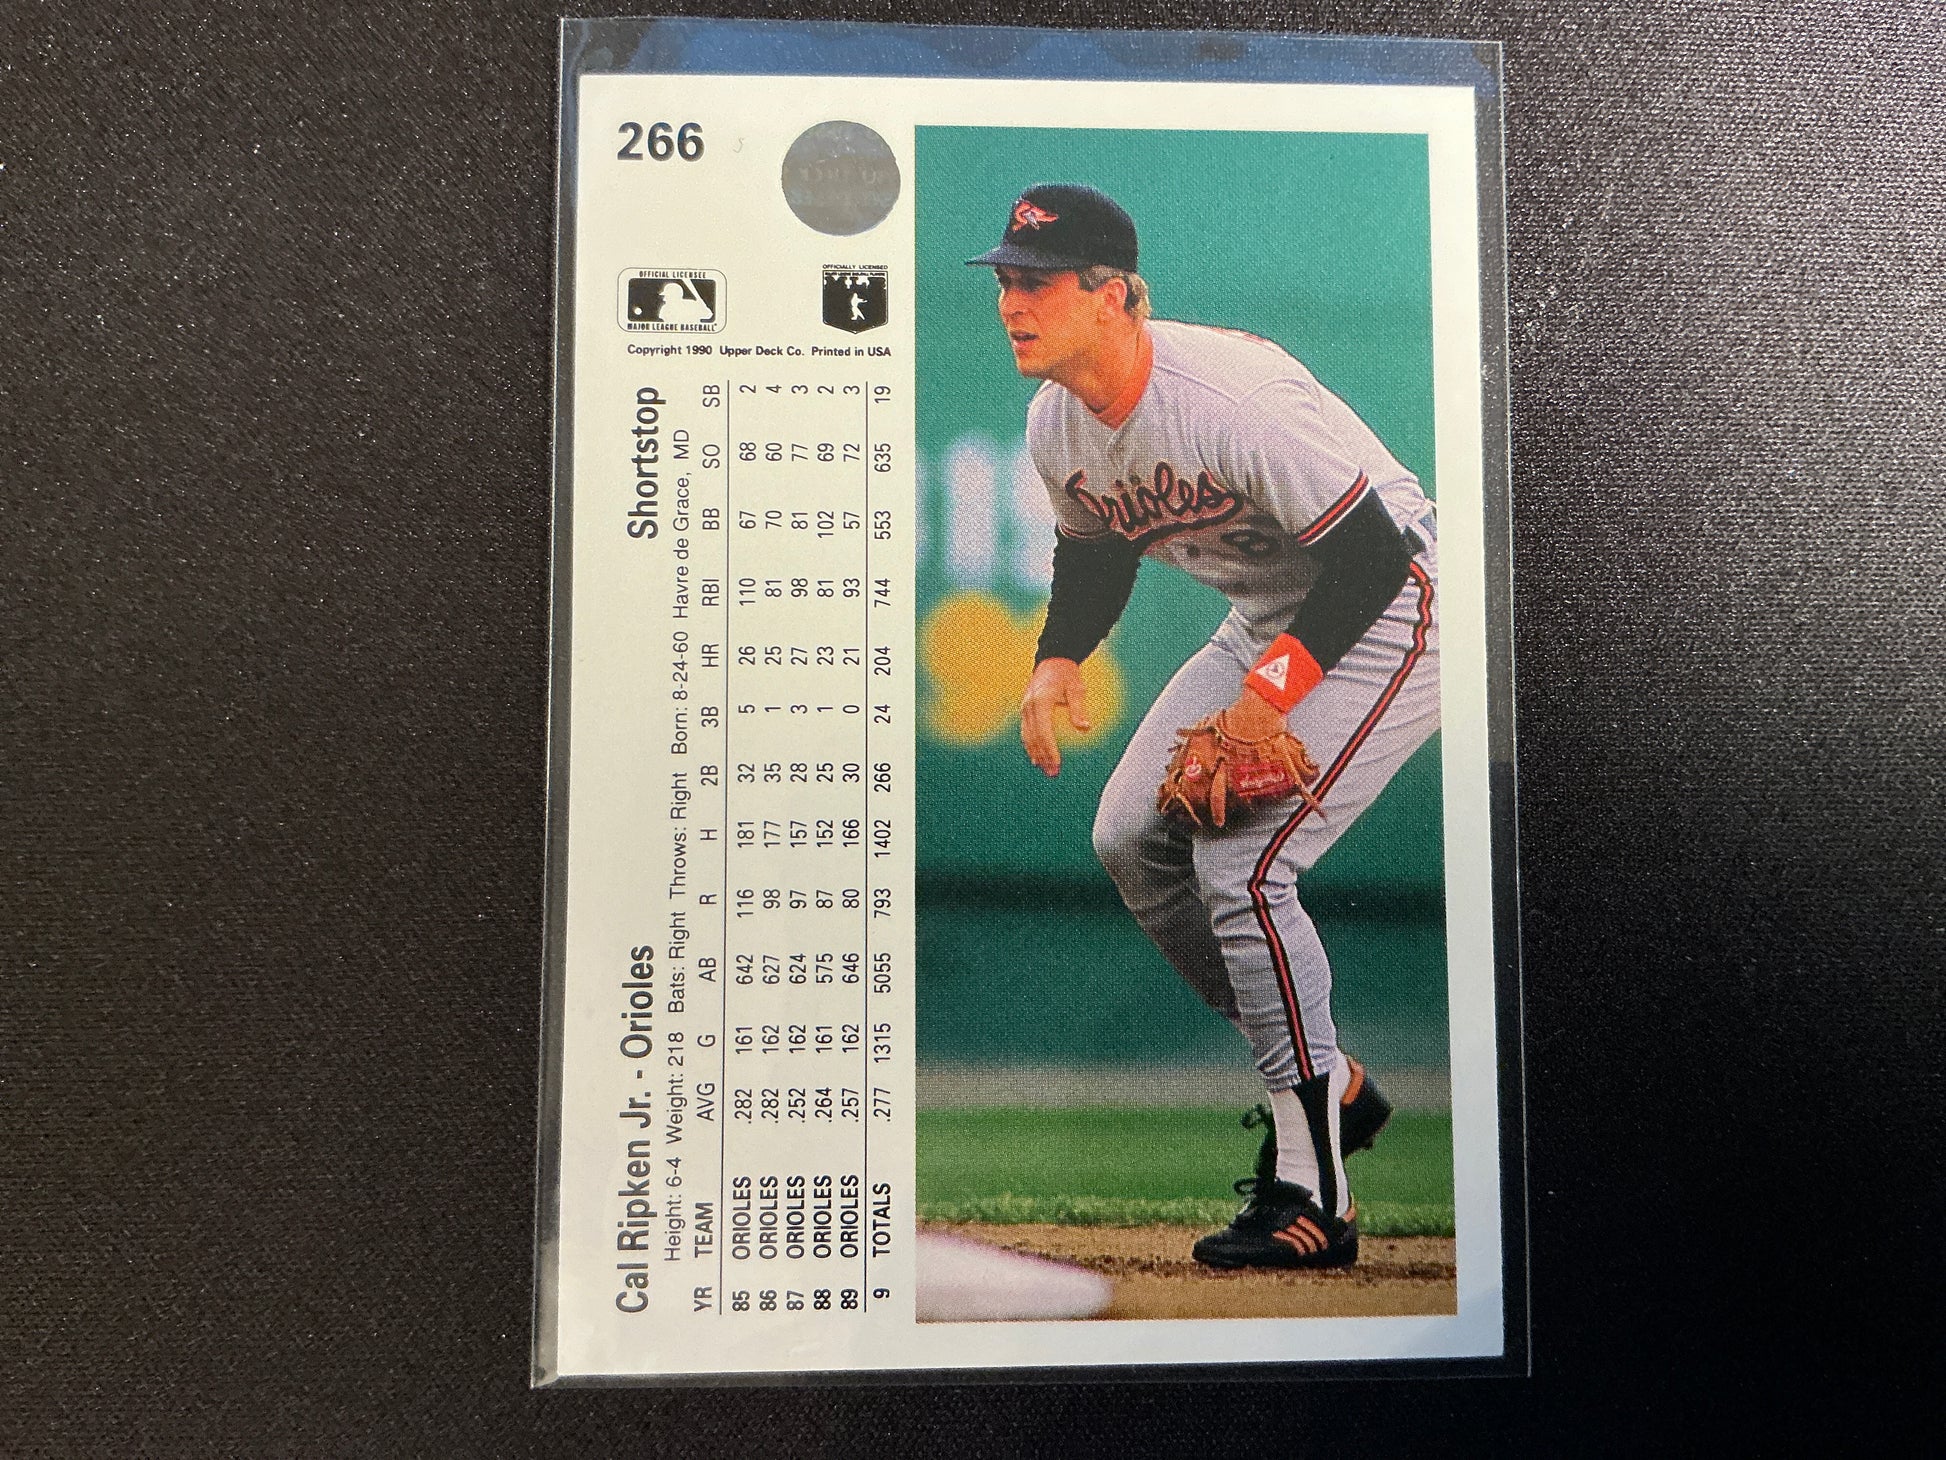 266
OFFICIAL LICENSEE
MAJOR LEAGUE BASEBALL
OFFICIALLY LICENSED
Copyright 1990 Upper Deck Co. Printed in USA
Cal Ripken Jr. - Orioles Shortstop
Height: 6-4 Weight: 218 Bats: Right Throws: Right Born: 8-24-60 Havre de Grace, MD
YR TEAM AVG G AB R H 2B 3B HR RBI BB SO SB
85 ORIOLES .282 161 642 116 181 32 5 26 110 67 68 2
86 ORIOLES .282 162 627 98 177 35 1 25 81 70 60 4
87 ORIOLES .252 162 624 97 157 28 3 27 98 81 77 3
88 ORIOLES .264 161 575 87 152 25 1 23 81 102 69 2
89 ORIOLES .257 162 646 80 166 30 0 21 93 57 72 3
9 TOTALS .277 1315 5055 793 1402 266 24 204 744 553 635 19
Orioles
8